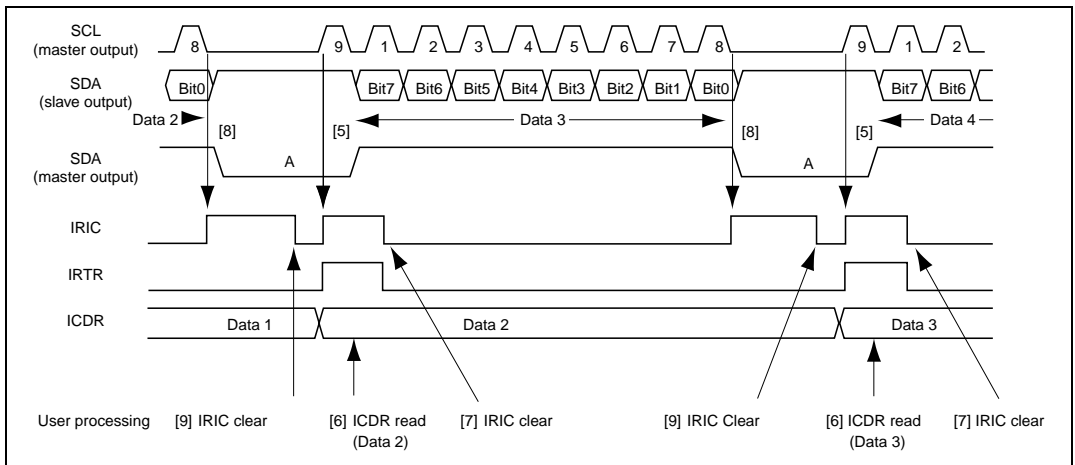 SCL
(master output)
8 9 1 2 3 4 5 6 7 8 9 1 2
SDA
(slave output)
Bit0 Bit7 Bit6 Bit5 Bit4 Bit3 Bit2 Bit1 Bit0 Bit7 Bit6
Data 2 [8] [5] Data 3 [8] [5] Data 4
SDA
(master output)
A A
IRIC
IRTR
ICDR
Data 1 Data 2 Data 3
User processing [9] IRIC clear [6] ICDR read [7] IRIC clear [9] IRIC Clear [6] ICDR read [7] IRIC clear
(Data 2) (Data 3)